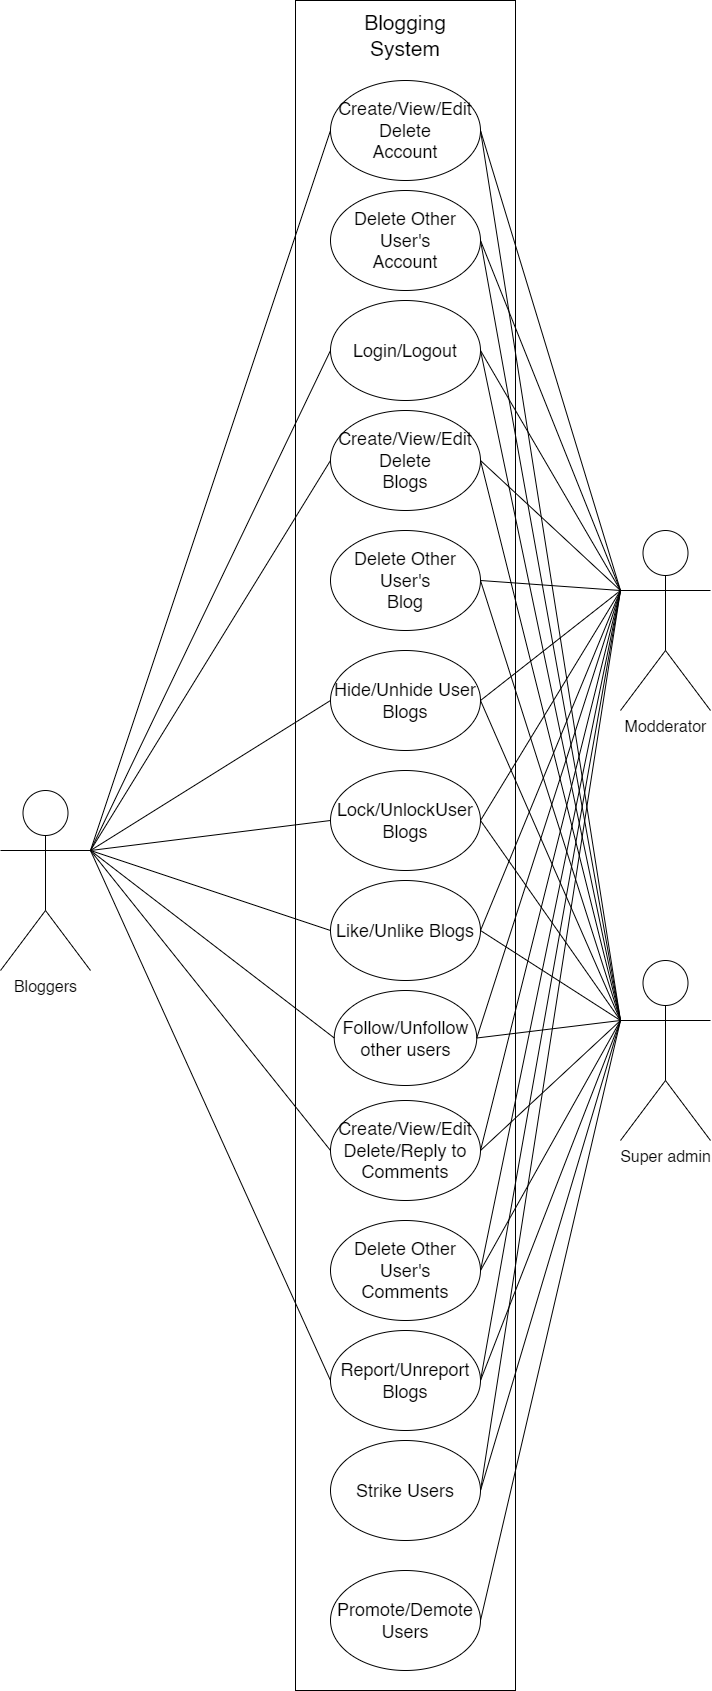 Blogging
System
Create/View/Edit
Delete
Account
Delete Other
User's
Account
Login/Logout
Create/View/Edit
Delete
Blogs
Delete Other
User's
Blog
Hide/Unhide User
Blogs
Modderator
Lock/UnlockUser
Blogs
Like/Unlike Blogs
Bloggers
Follow/Unfollow
other users
Create/View/Edit
Delete/Reply to
Comments
Super admin
Delete Other
User's
Comments
Report/Unreport
Blogs
Strike Users
Promote/Demote
Users